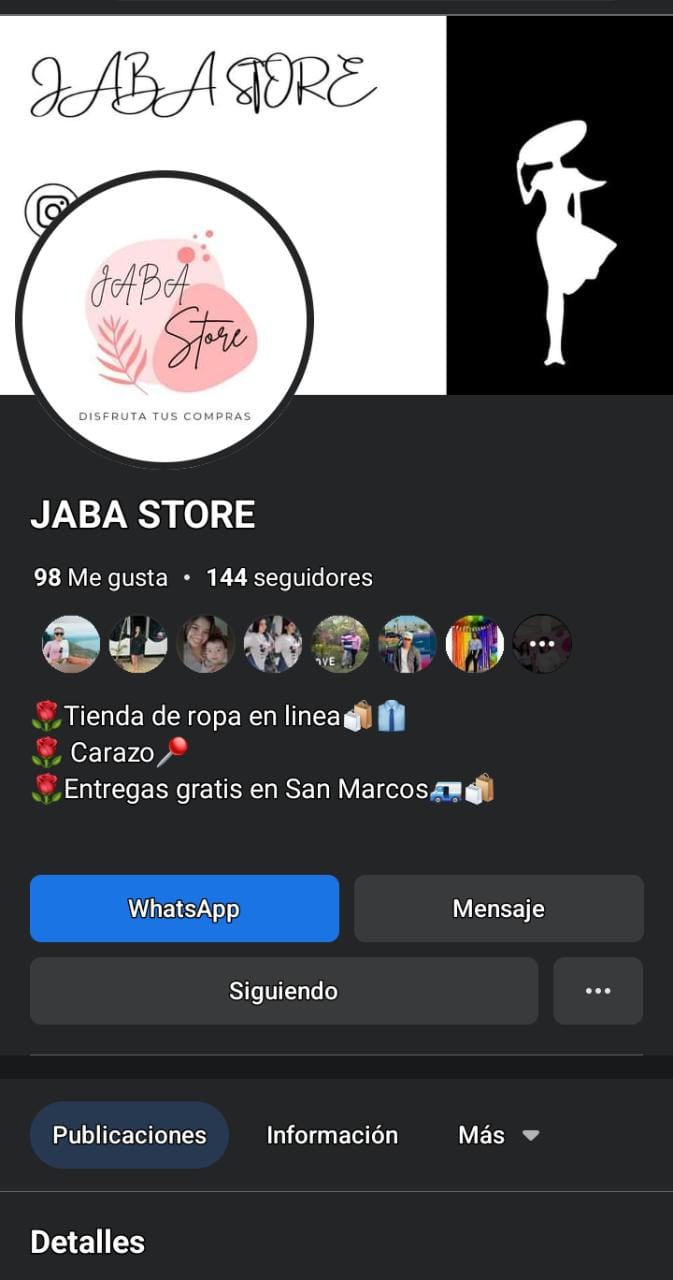 JABA STORE
JABA
Store
DISFRUTA TUS COMPRAS
JABA STORE
98 Me gusta • 144 seguidores
OVE
🌹Tienda de ropa en linea🛍️👔
🌹 Carazo📍
🌹Entregas gratis en San Marcos🚐🛍️
WhatsApp
Mensaje
Siguiendo
Publicaciones
Información
Más
Detalles